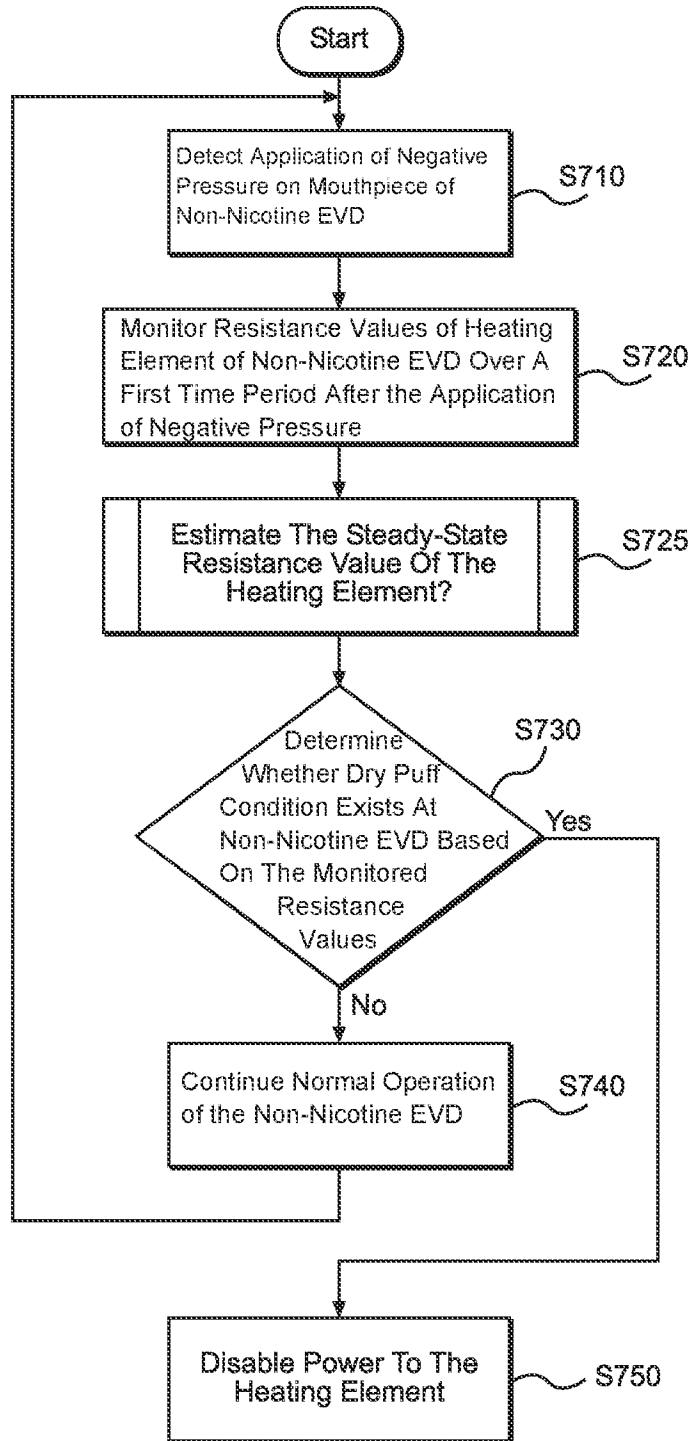 Start
Detect Application of Negative
Pressure on Mouthpiece of
Non-Nicotine EVD
S710
Monitor Resistance Values of Heating
Element of Non-Nicotine EVD Over A
First Time Period After the Application
of Negative Pressure
S720
Estimate The Steady-State
Resistance Value Of The
Heating Element?
S725
Determine
Whether Dry Puff
Condition Exists At
Non-Nicotine EVD Based
On The Monitored
Resistance
Values
S730
Yes
No
Continue Normal Operation
of the Non-Nicotine EVD
S740
Disable Power To The
Heating Element
S750